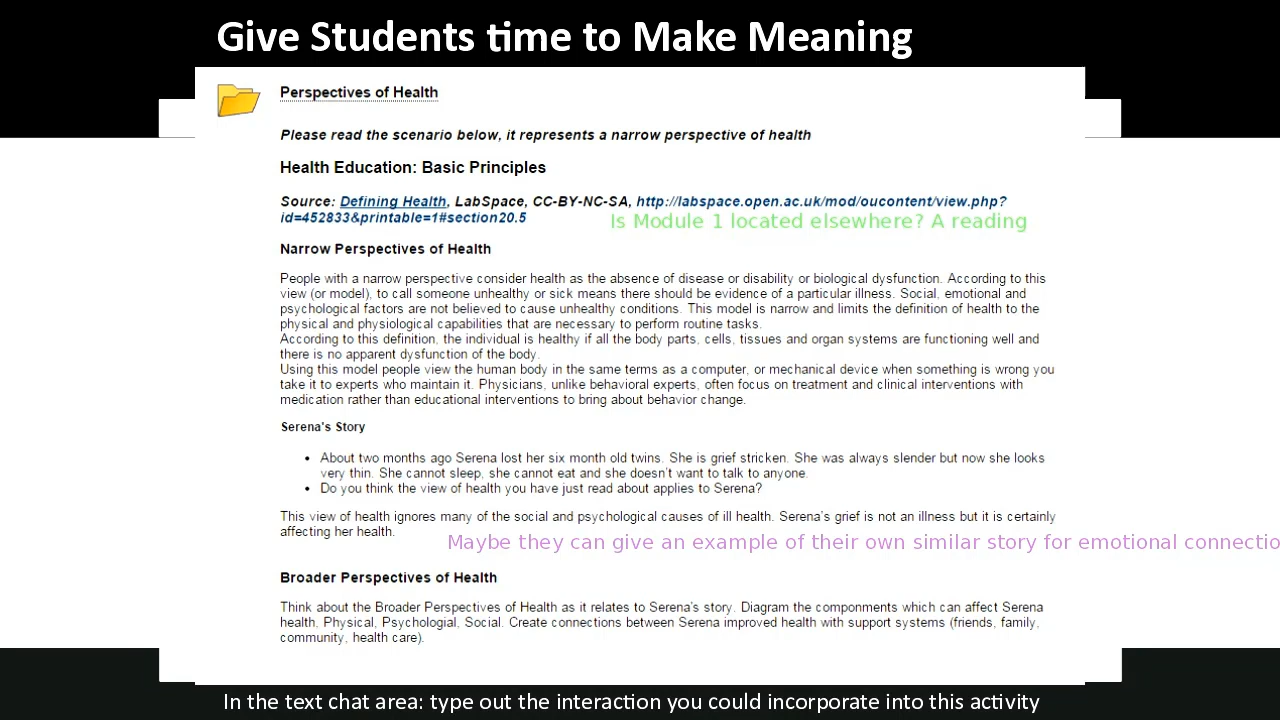 Give Students time to Make Meaning
Perspectives of Health
Please read the scenario below, it represents a narrow perspective of health
Health Education: Basic Principles
Source: Defining Health, LabSpace, CC-BY-NC-SA, http://labspace.open.ac.uk/mod/oucontent/view.php?
id=452833&printable=1#section20.5
Is Module 1 located elsewhere? A reading
Narrow Perspectives of Health
People with a narrow perspective consider health as the absence of disease or disability or biological dysfunction. According to this
view (or model), to call someone unhealthy or sick means there should be evidence of a particular illness. Social, emotional and
psychological factors are not believed to cause unhealthy conditions. This model is narrow and limits the definition of health to the
physical and physiological capabilities that are necessary to perform routine tasks.
According to this definition, the individual is healthy if all the body parts, cells, tissues and organ systems are functioning well and
there is no apparent dysfunction of the body.
Using this model people view the human body in the same terms as a computer, or mechanical device when something is wrong you
take it to experts who maintain it. Physicians, unlike behavioral experts, often focus on treatment and clinical interventions with
medication rather than educational interventions to bring about behavior change.
Serena's Story
• About two months ago Serena lost her six month old twins. She is grief stricken. She was always slender but now she looks
very thin. She cannot sleep, she cannot eat and she doesn't want to talk to anyone.
• Do you think the view of health you have just read about applies to Serena?
This view of health ignores many of the social and psychological causes of ill health. Serena's grief is not an illness but it is certainly
affecting her health.
Maybe they can give an example of their own similar story for emotional connectio
Broader Perspectives of Health
Think about the Broader Perspectives of Health as it relates to Serena's story. Diagram the componments which can affect Serena
health, Physical, Psychologial, Social. Create connections between Serena improved health with support systems (friends, family,
community, health care).
In the text chat area: type out the interaction you could incorporate into this activity